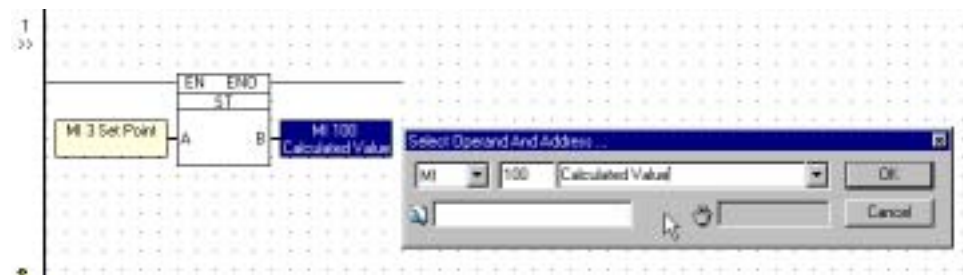 1
>>
EN END
ST
MI 3 Set Point
A B
MI 100
Calculated Value
Select Operand And Address ...
MI 100 Calculated Value
OK
Cancel